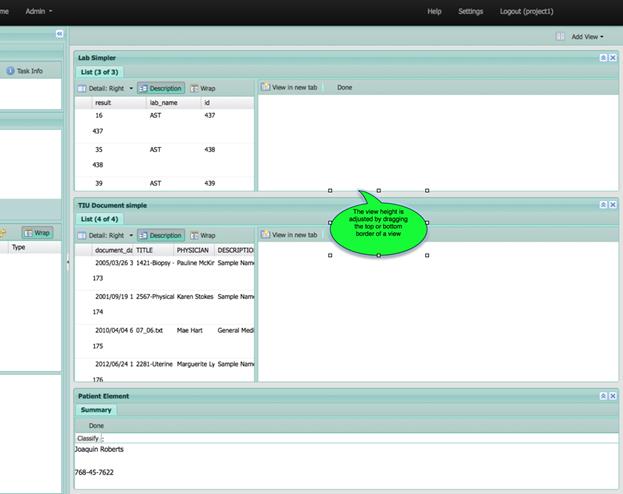 me Admin Help Settings Logout (project1)
Add View
Task Info
Lab Simpler
List (3 of 3)
Detail: Right Description Wrap View in new tab Done
result lab_name id
16 AST 437
437
35 AST 438
438
39 AST 439
The view height is
adjusted by dragging
the top or bottom
border of a view
TIU Document simple
List (4 of 4)
Wrap
Detail: Right Description Wrap View in new tab
Type
document_da TITLE PHYSICIAN DESCRIPTIO
2005/03/26 3 1421-Biopsy - Pauline McKir Sample Name
173
2001/09/19 1 2567-Physical Karen Stokes Sample Name
174
2010/04/04 6 07_06.txt Mae Hart General Medi
175
2012/06/24 1 2281-Uterine Marguerite Ly Sample Name
176
Patient Element
Summary
Done
Classify :
Joaquin Roberts
768-45-7622